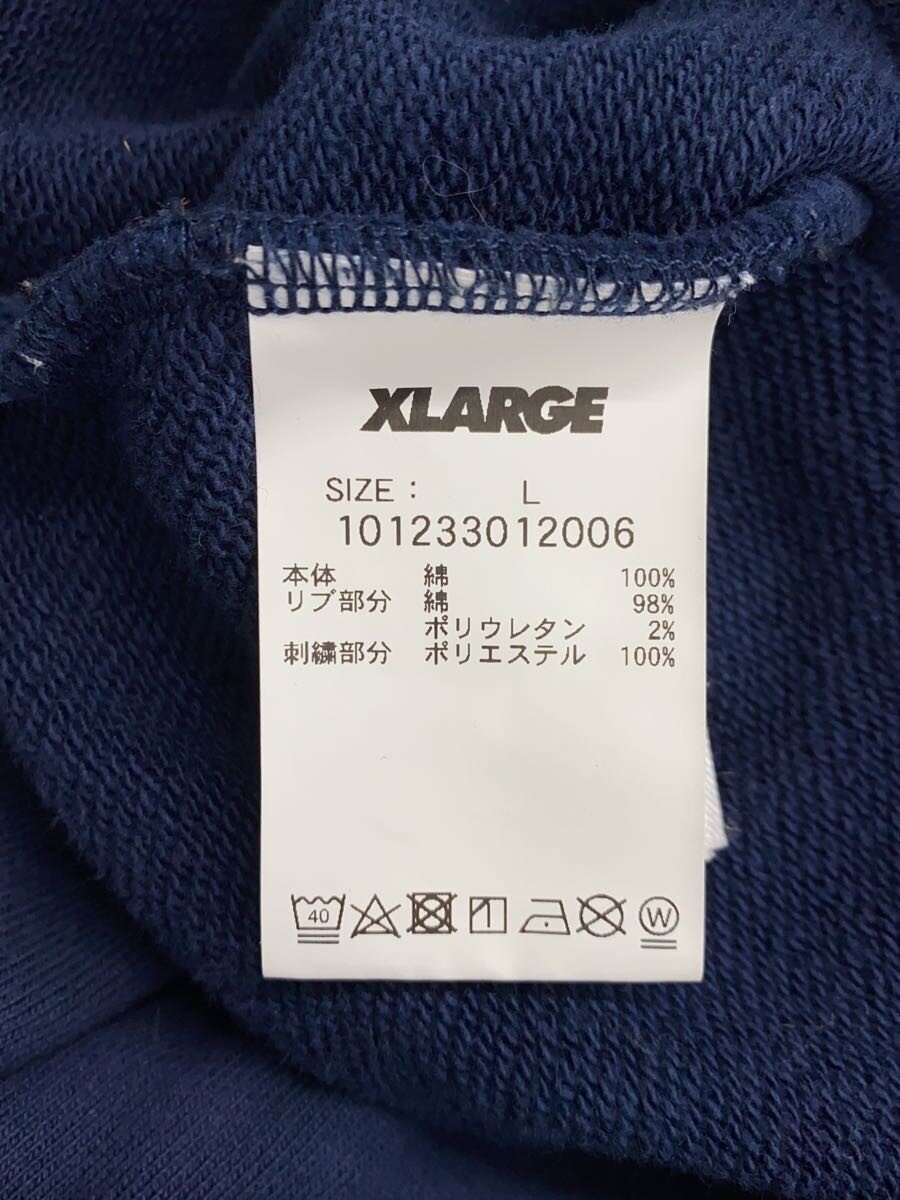 XLARGE
SIZE : L
101233012006
本体 綿 100%
リブ部分 綿 98%
ポリウレタン 2%
刺繍部分 ポリエステル 100%
40 W